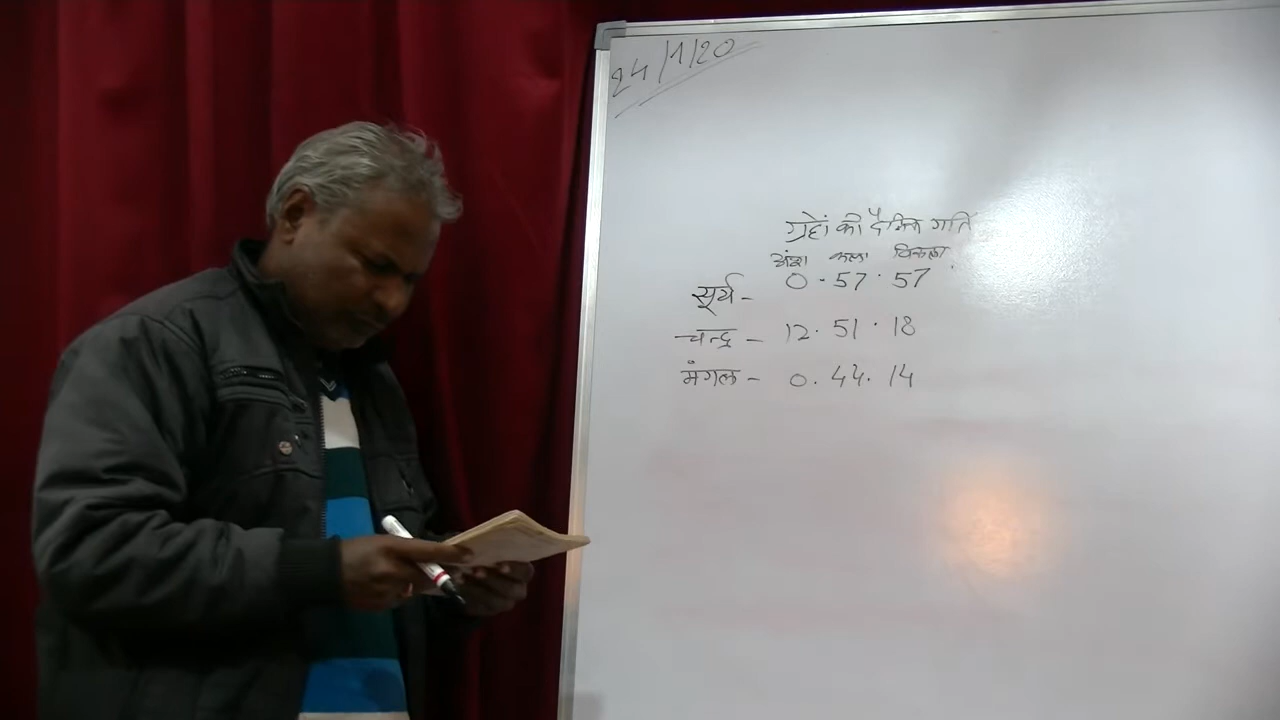 24/1/20
ग्रहों की दैनिक गति
अंश कला विकला
सूर्य - 0 . 57 . 57
चन्द्र - 12 . 51 . 18
मंगल - 0 . 44 . 14